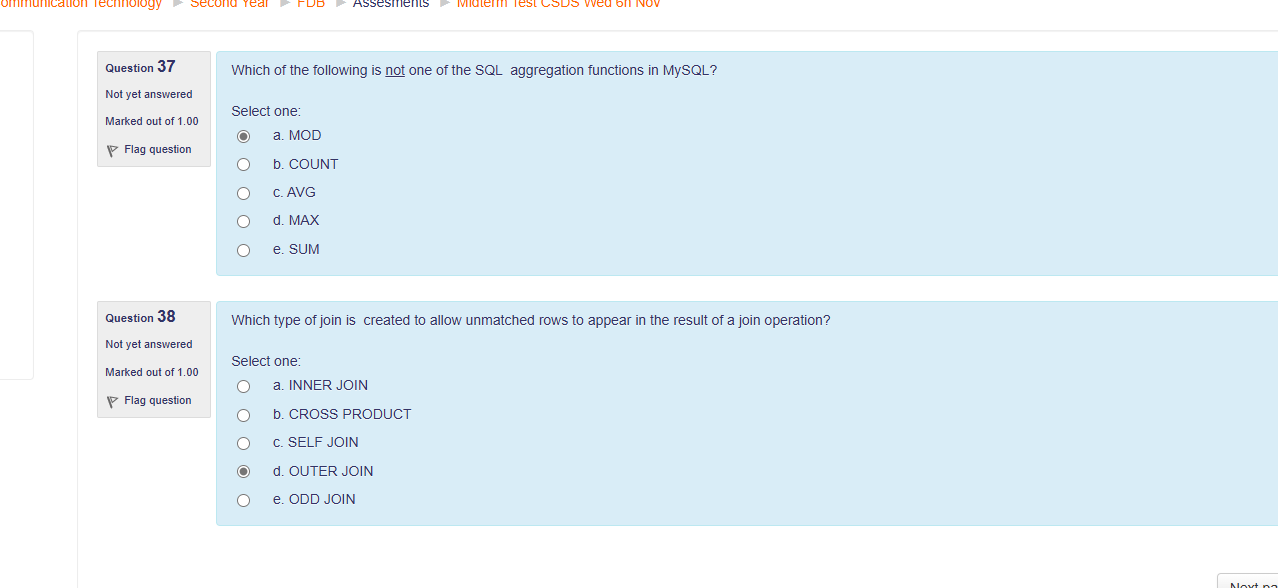 ommunication Technology ► Second Year ► FDB ► Assesments ► Midterm Test CSDS Wed 6h Nov
Question 37
Not yet answered
Marked out of 1.00
Flag question
Which of the following is not one of the SQL aggregation functions in MySQL?
Select one:
a. MOD
b. COUNT
c. AVG
d. MAX
e. SUM
Question 38
Not yet answered
Marked out of 1.00
Flag question
Which type of join is created to allow unmatched rows to appear in the result of a join operation?
Select one:
a. INNER JOIN
b. CROSS PRODUCT
c. SELF JOIN
d. OUTER JOIN
e. ODD JOIN
Next pa